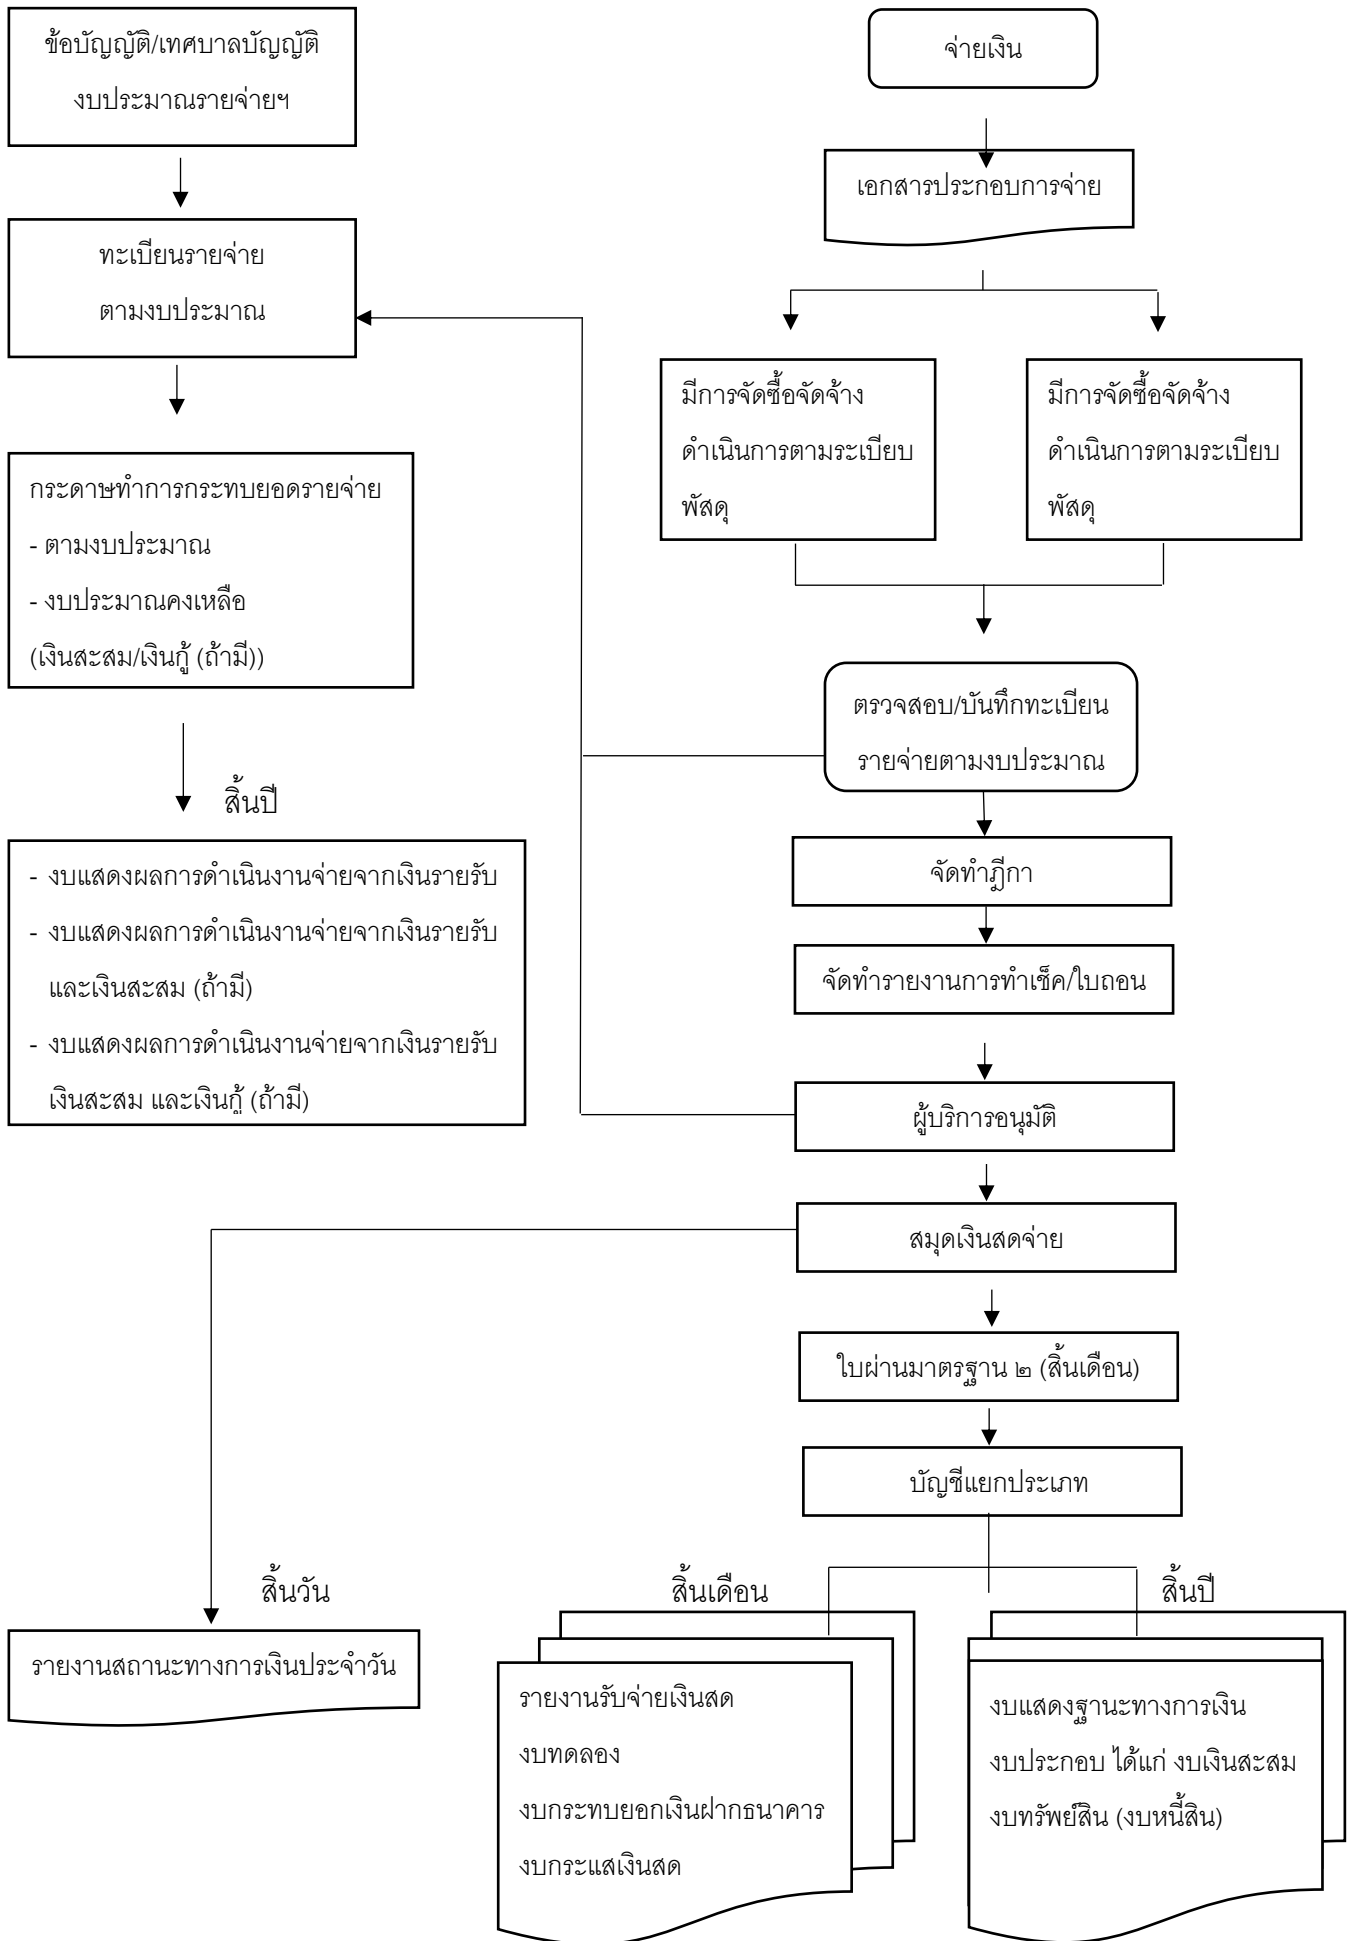 ข้อบัญญัติ/เทศบาลบัญญัติ
งบประมาณรายจ่ายฯ
ทะเบียนรายจ่าย
ตามงบประมาณ
กระดาษทำการกระทบยอดรายจ่าย
- ตามงบประมาณ
- งบประมาณคงเหลือ
(เงินสะสม/เงินกู้ (ถ้ามี))
สิ้นปี
- งบแสดงผลการดำเนินงานจ่ายจากเงินรายรับ
- งบแสดงผลการดำเนินงานจ่ายจากเงินรายรับ
และเงินสะสม (ถ้ามี)
- งบแสดงผลการดำเนินงานจ่ายจากเงินรายรับ
เงินสะสม และเงินกู้ (ถ้ามี)
จ่ายเงิน
เอกสารประกอบการจ่าย
มีการจัดซื้อจัดจ้าง
ดำเนินการตามระเบียบ
พัสดุ
มีการจัดซื้อจัดจ้าง
ดำเนินการตามระเบียบ
พัสดุ
ตรวจสอบ/บันทึกทะเบียน
รายจ่ายตามงบประมาณ
จัดทำฎีกา
จัดทำรายงานการทำเช็ค/ใบถอน
ผู้บริการอนุมัติ
สมุดเงินสดจ่าย
ใบผ่านมาตรฐาน ๒ (สิ้นเดือน)
บัญชีแยกประเภท
สิ้นวัน
รายงานสถานะทางการเงินประจำวัน
สิ้นเดือน
รายงานรับจ่ายเงินสด
งบทดลอง
งบกระทบยอกเงินฝากธนาคาร
งบกระแสเงินสด
สิ้นปี
งบแสดงฐานะทางการเงิน
งบประกอบ ได้แก่ งบเงินสะสม
งบทรัพย์สิน (งบหนี้สิน)